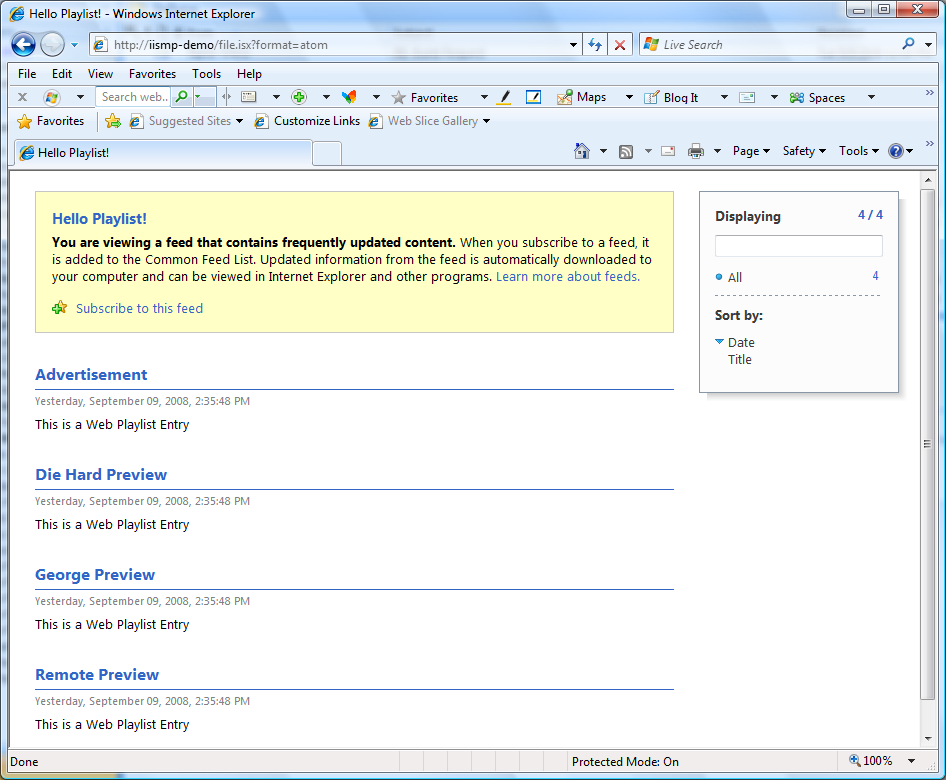 Hello Playlist! - Windows Internet Explorer
http://iismp-demo/file.isx?format=atom
Live Search
File Edit View Favorites Tools Help
Search web.. Favorites Maps Blog It Spaces
Favorites Suggested Sites Customize Links Web Slice Gallery
Hello Playlist!
Page Safety Tools
Hello Playlist!
You are viewing a feed that contains frequently updated content. When you subscribe to a feed, it
is added to the Common Feed List. Updated information from the feed is automatically downloaded to
your computer and can be viewed in Internet Explorer and other programs. Learn more about feeds.
Subscribe to this feed
Displaying 4 / 4
All 4
Sort by:
Date
Title
Advertisement
Yesterday, September 09, 2008, 2:35:48 PM
This is a Web Playlist Entry
Die Hard Preview
Yesterday, September 09, 2008, 2:35:48 PM
This is a Web Playlist Entry
George Preview
Yesterday, September 09, 2008, 2:35:48 PM
This is a Web Playlist Entry
Remote Preview
Yesterday, September 09, 2008, 2:35:48 PM
This is a Web Playlist Entry
Done
Protected Mode: On
100%